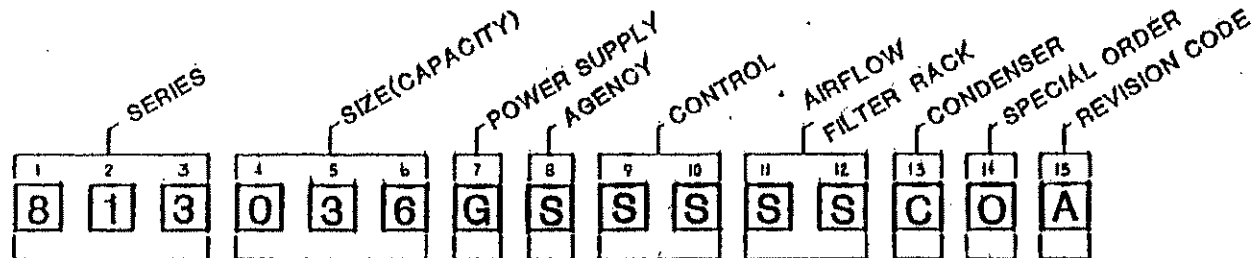 SERIES
SIZE(CAPACITY)
POWER SUPPLY
AGENCY
CONTROL
AIRFLOW
FILTER RACK
CONDENSER
SPECIAL ORDER
REVISION CODE
1 2 3 4 5 6 7 8 9 10 11 12 13 14 15
8 1 3 0 3 6 G S S S S S C O A